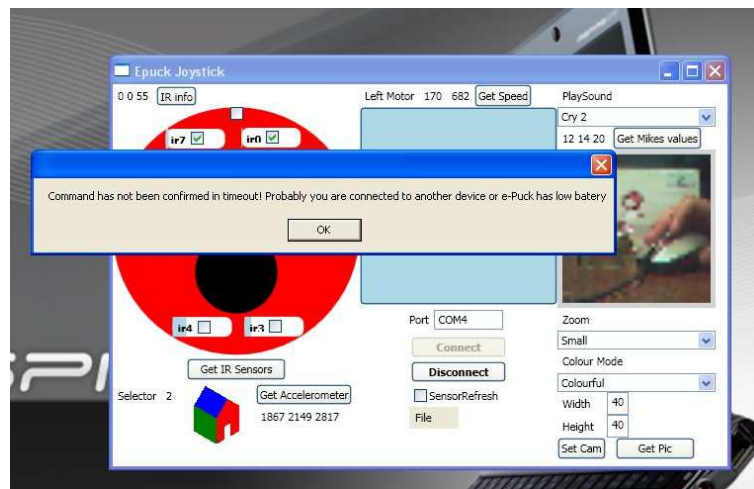 Epuck Joystick
0 0 55 IR info Left Motor 170 682 Get Speed PlaySound
Cry 2
ir7 ir0 12 14 20 Get Mikes values
Command has not been confirmed in timeout! Probably you are connected to another device or e-Puck has low batery
OK
ir4 ir3 Port COM4 Zoom
Connect Small
Get IR Sensors Disconnect Colour Mode
Selector 2 Get Accelerometer SensorRefresh Colourful
1867 2149 2817 File Width 40
Height 40
Set Cam Get Pic
SPI